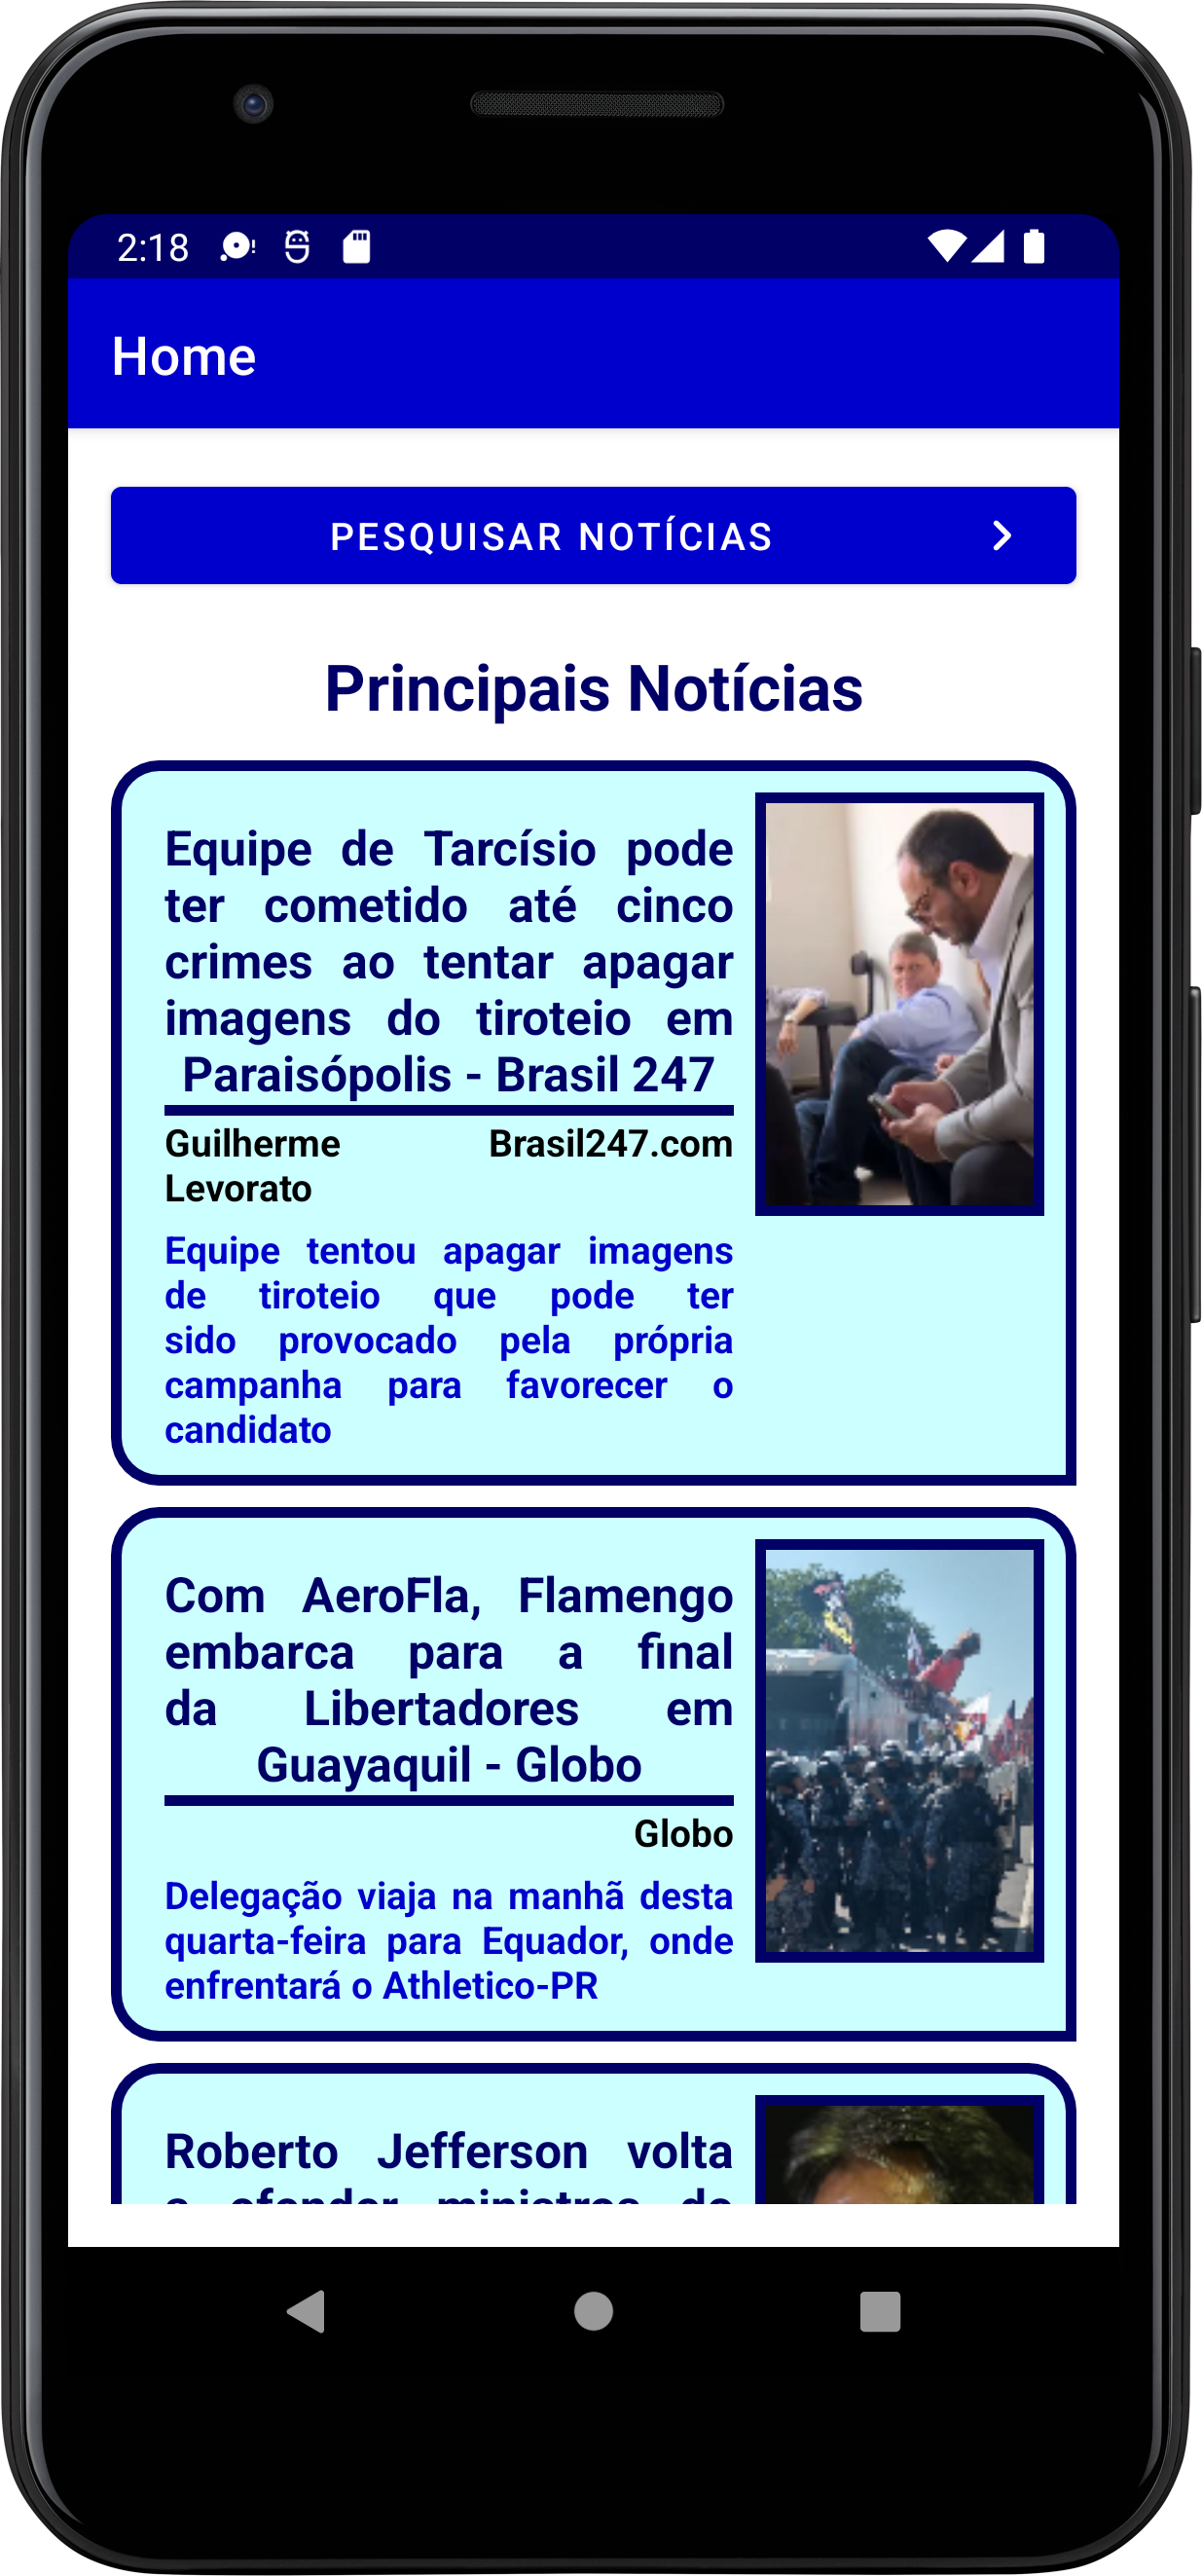 2:18
Home
PESQUISAR NOTÍCIAS
Principais Notícias
Equipe de Tarcísio pode
ter cometido até cinco
crimes ao tentar apagar
imagens do tiroteio em
Paraisópolis - Brasil 247
Guilherme Brasil247.com
Levorato
Equipe tentou apagar imagens
de tiroteio que pode ter
sido provocado pela própria
campanha para favorecer o
candidato
Com AeroFla, Flamengo
embarca para a final
da Libertadores em
Guayaquil - Globo
Globo
Delegação viaja na manhã desta
quarta-feira para Equador, onde
enfrentará o Athletico-PR
Roberto Jefferson volta
a ofender ministros do